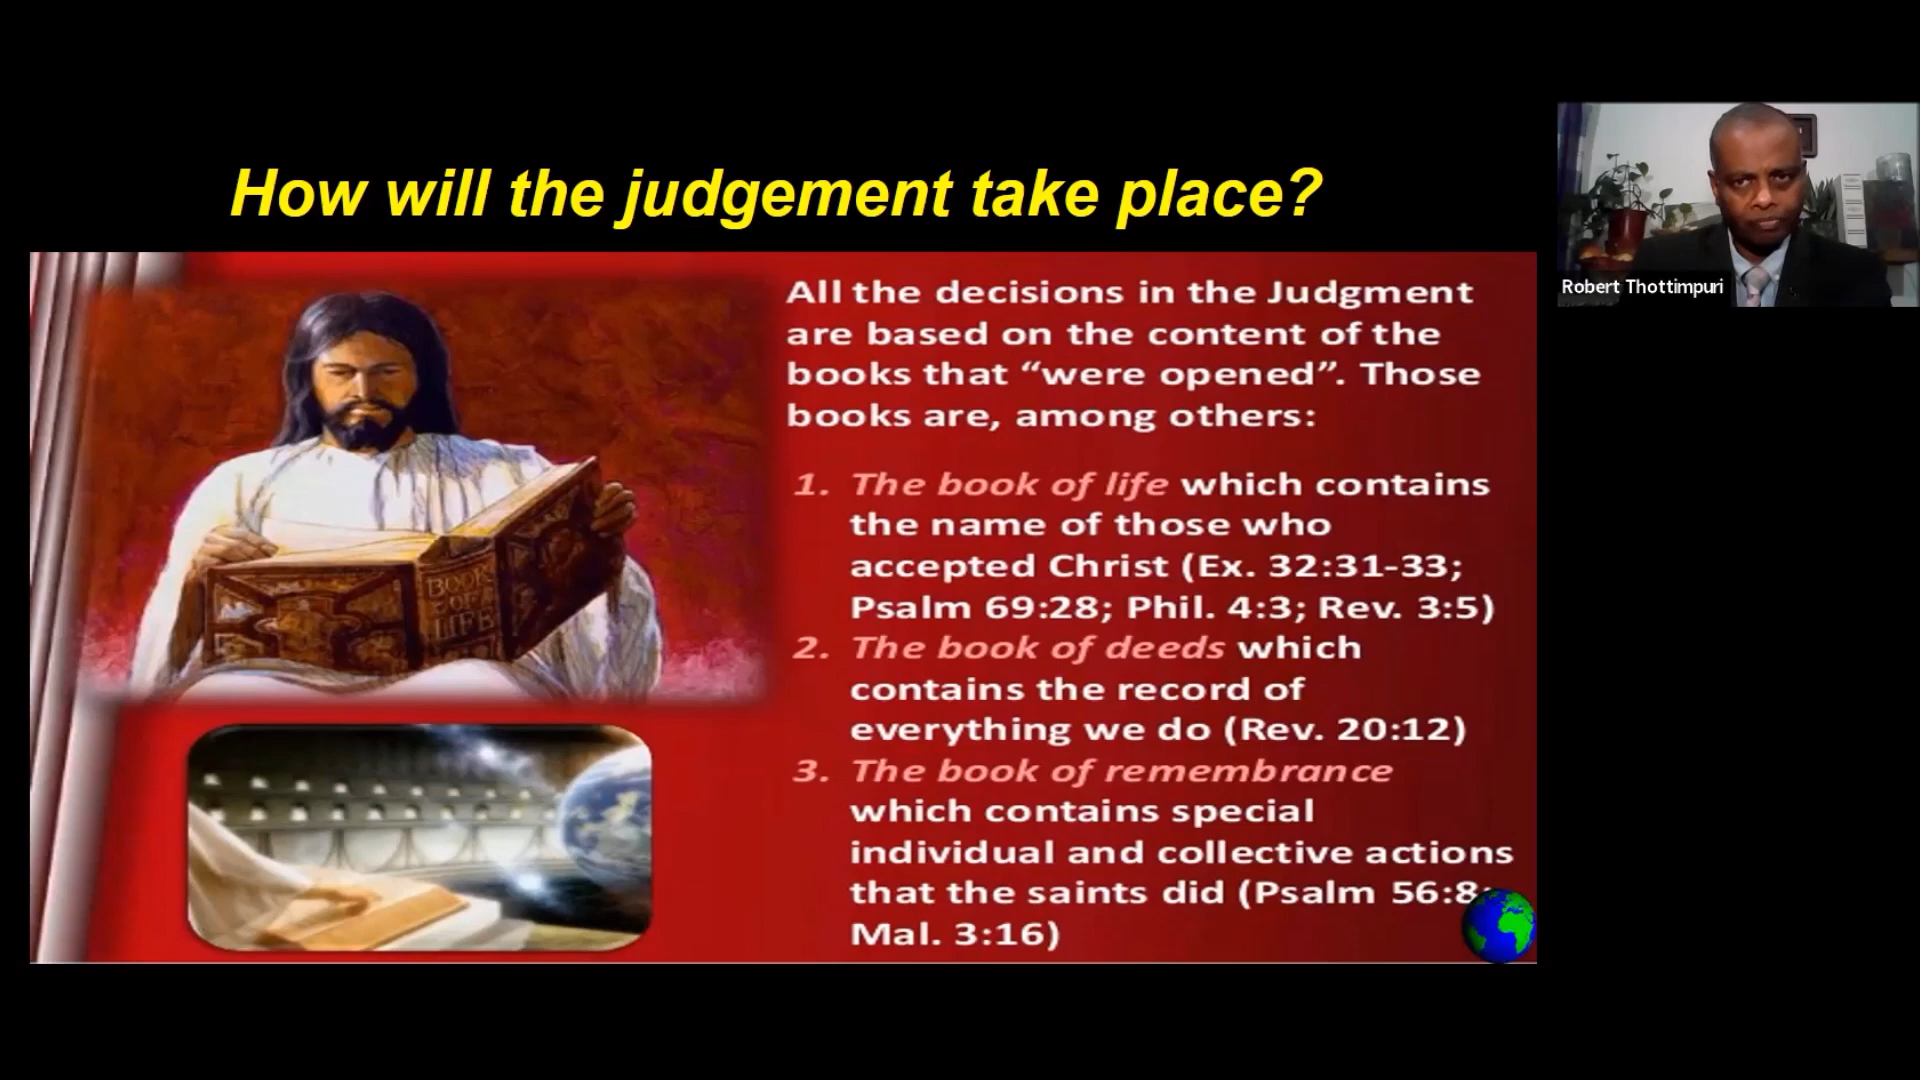 How will the judgement take place?
All the decisions in the Judgment
are based on the content of the
books that “were opened”. Those
books are, among others:
1. The book of life which contains
the name of those who
accepted Christ (Ex. 32:31-33;
Psalm 69:28; Phil. 4:3; Rev. 3:5)
2. The book of deeds which
contains the record of
everything we do (Rev. 20:12)
3. The book of remembrance
which contains special
individual and collective actions
that the saints did (Psalm 56:8;
Mal. 3:16)
BOOK
OF
LIFE
Robert Thottimpuri